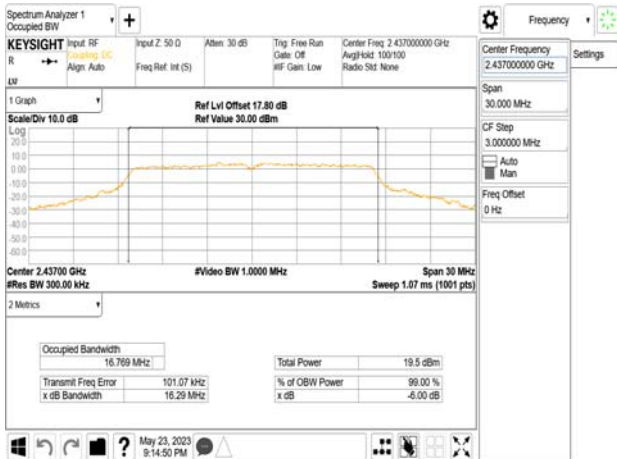 Spectrum Analyzer 1
Occupied BW
KEYSIGHT
R
Input: RF
Coupling: DC
Align: Auto
Input Z: 50 Ω
Freq Ref: Int (S)
Atten: 30 dB
Trig: Free Run
Gate: Off
#IF Gain: Low
Center Freq: 2.437000000 GHz
Avg|Hold: 100/100
Radio Std: None
1 Graph
Scale/Div 10.0 dB
Ref Lvl Offset 17.80 dB
Ref Value 30.00 dBm
Log
20.0
10.0
0.00
-10.0
-20.0
-30.0
-40.0
-50.0
-60.0
Center 2.43700 GHz
#Res BW 300.00 kHz
#Video BW 1.0000 MHz
Span 30 MHz
Sweep 1.07 ms (1001 pts)
2 Metrics
Occupied Bandwidth
16.769 MHz
Transmit Freq Error 101.07 kHz
x dB Bandwidth 16.29 MHz
Total Power 19.5 dBm
% of OBW Power 99.00 %
x dB -6.00 dB
May 23, 2023
9:14:50 PM
Frequency
Settings
Center Frequency
2.437000000 GHz
Span
30.000 MHz
CF Step
3.000000 MHz
Auto
Man
Freq Offset
0 Hz